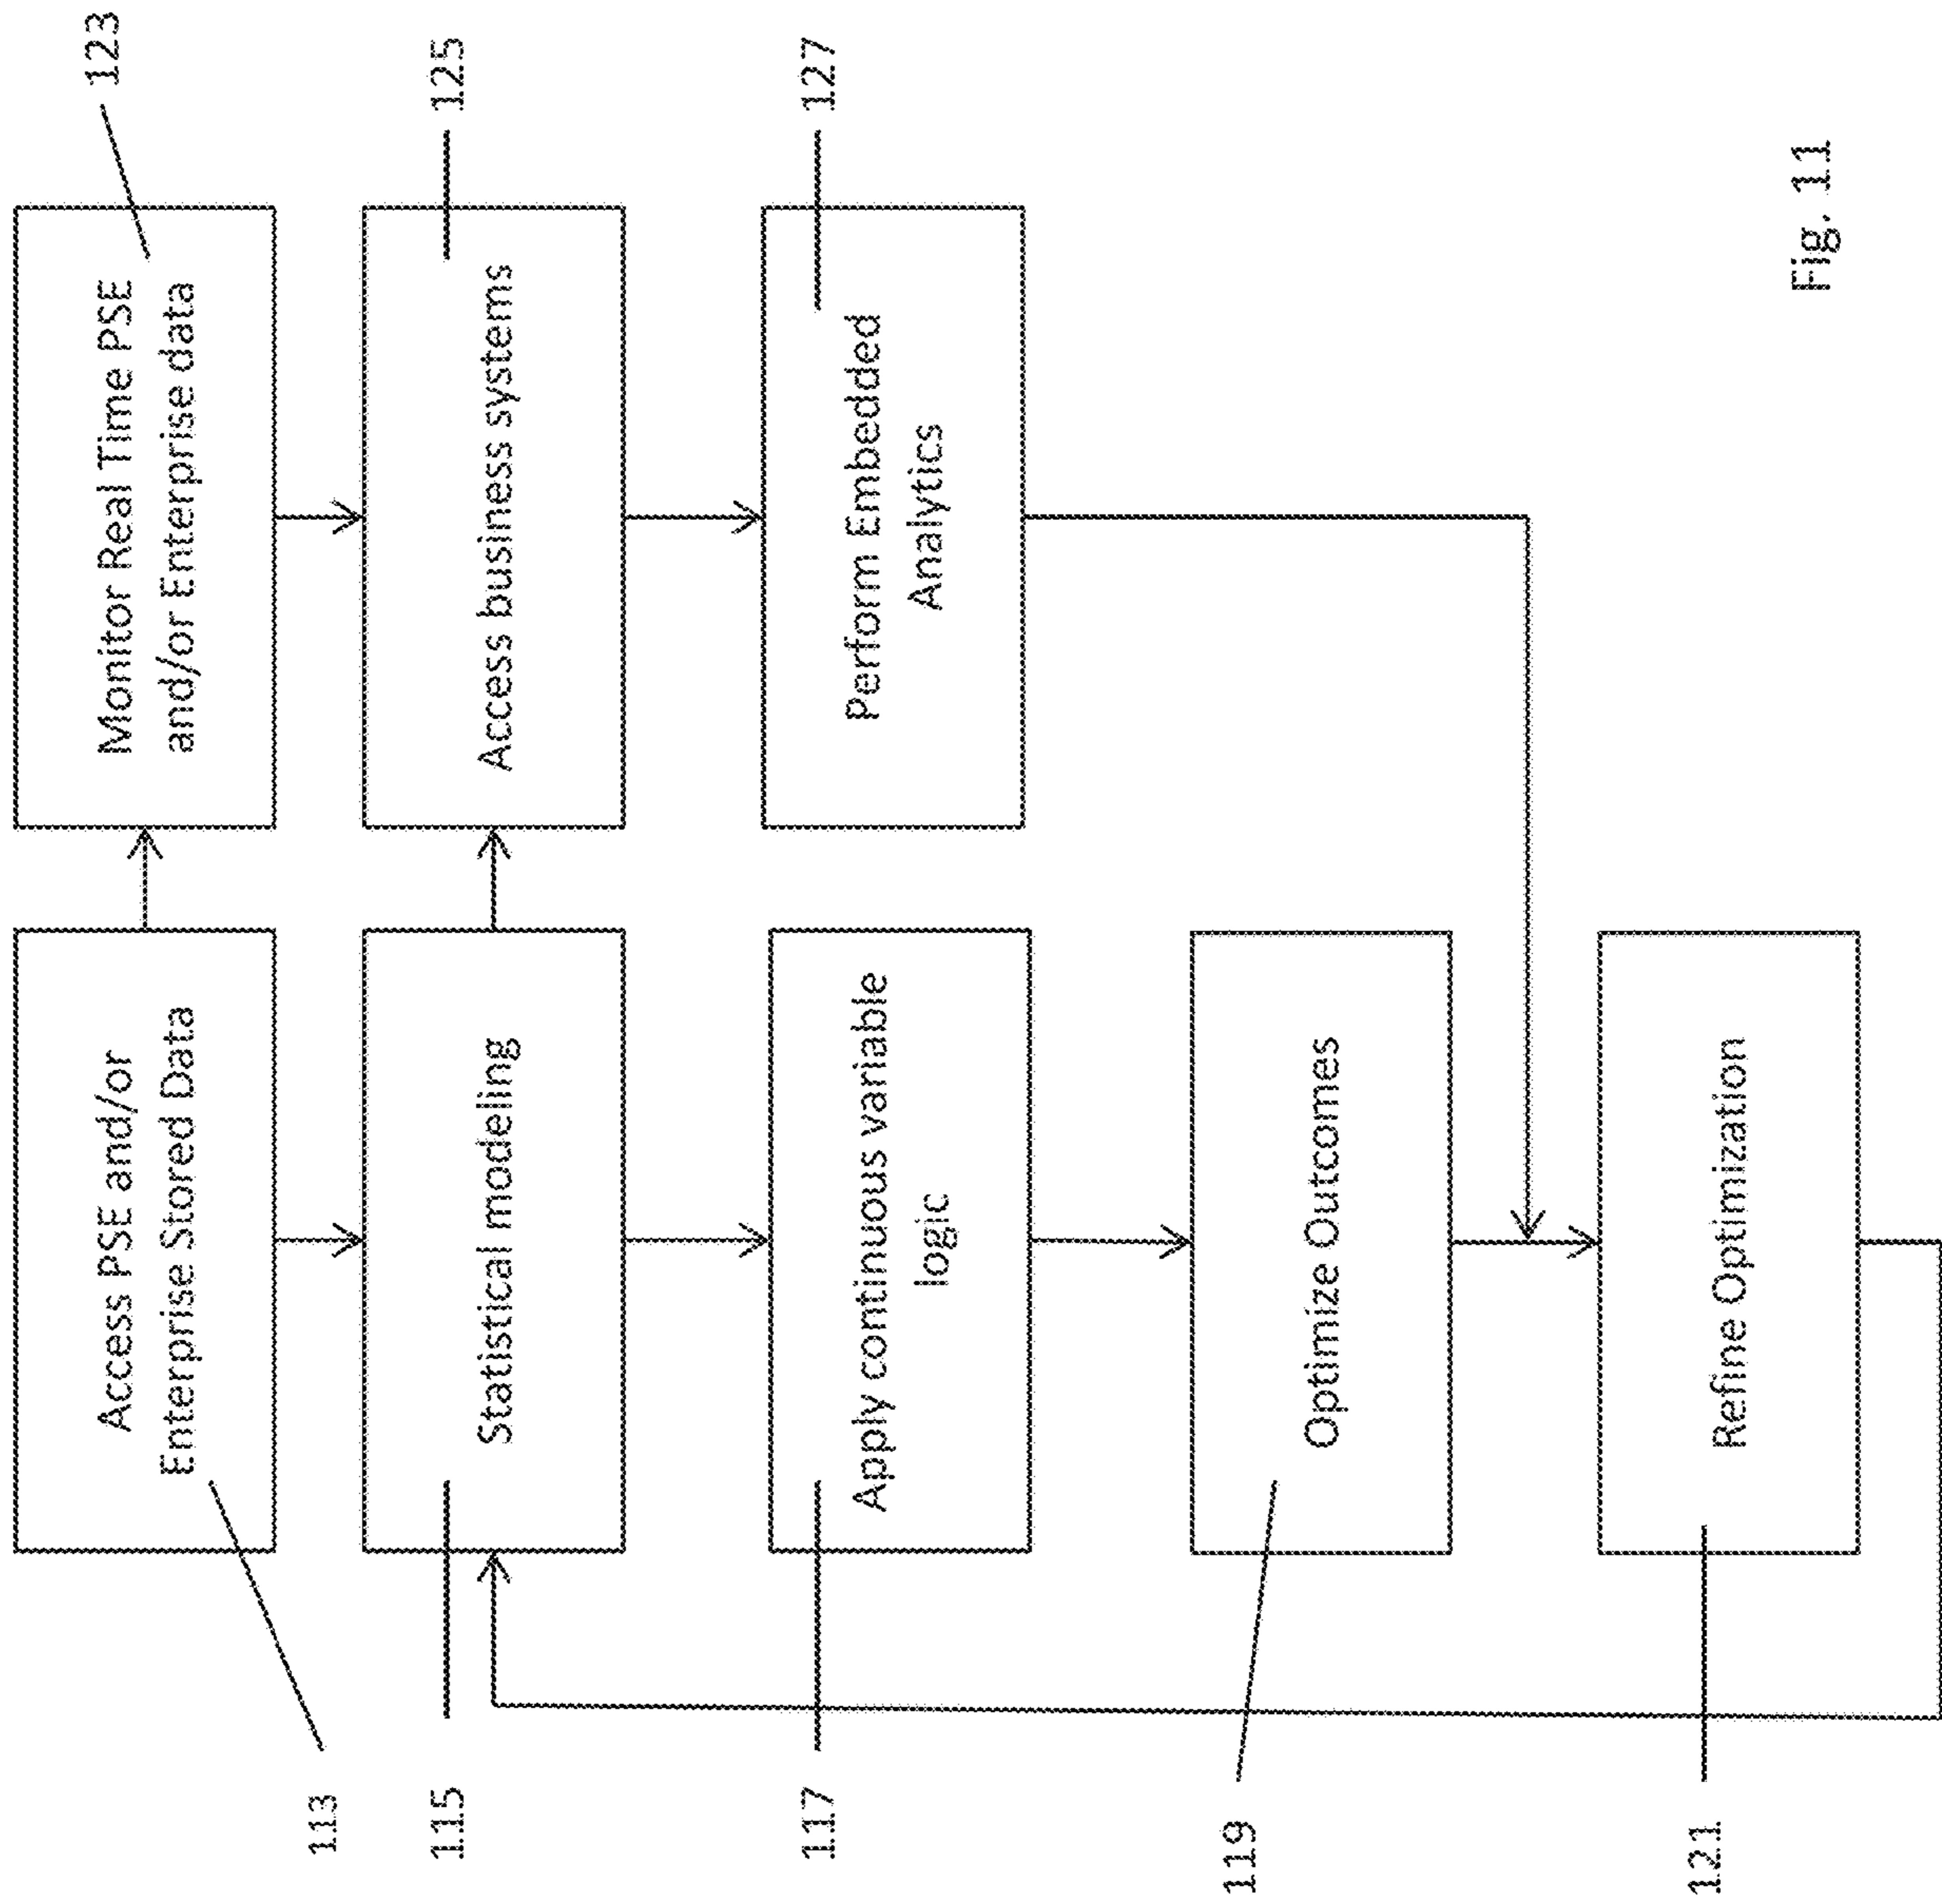 113
Access PSE and/or
Enterprise Stored Data
Monitor Real Time PSE
and/or Enterprise data
123
115
Statistical modeling
Access business systems
125
117
Apply continuous variable
logic
Perform Embedded
Analytics
127
119
Optimize Outcomes
121
Refine Optimization
Fig. 11